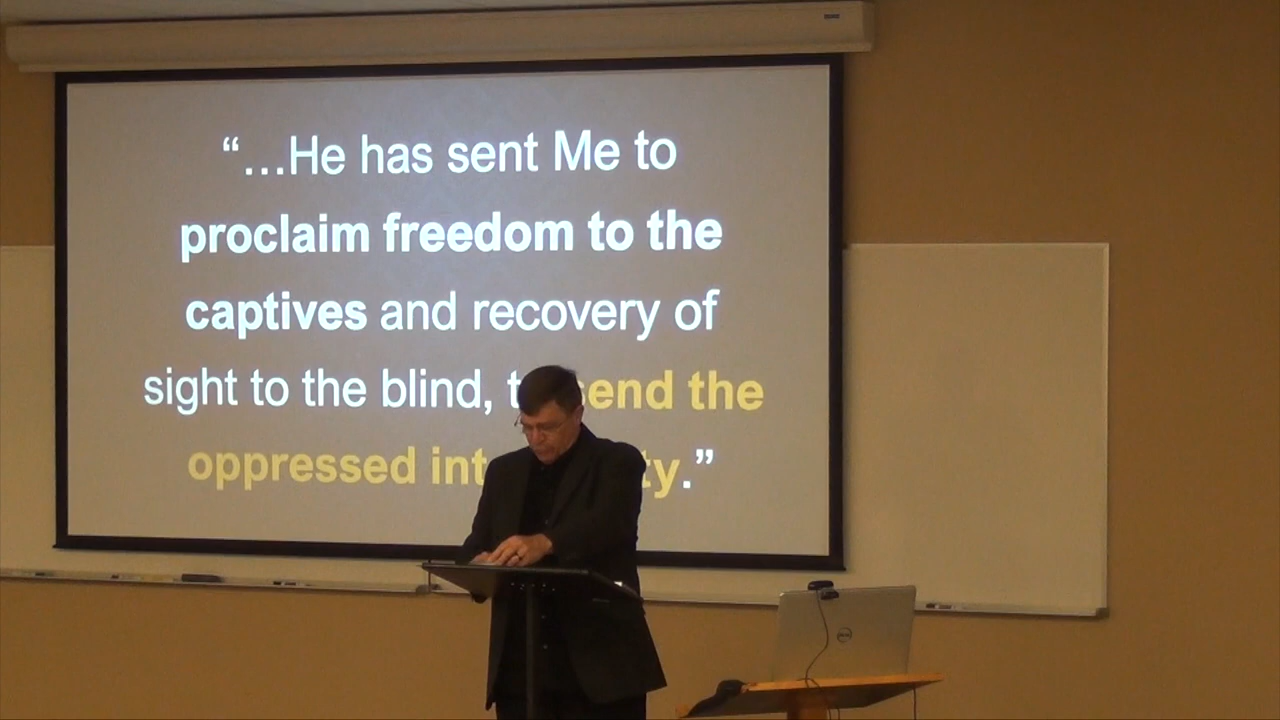 “…He has sent Me to
proclaim freedom to the
captives and recovery of
sight to the blind, send the
oppressed .”
DELL